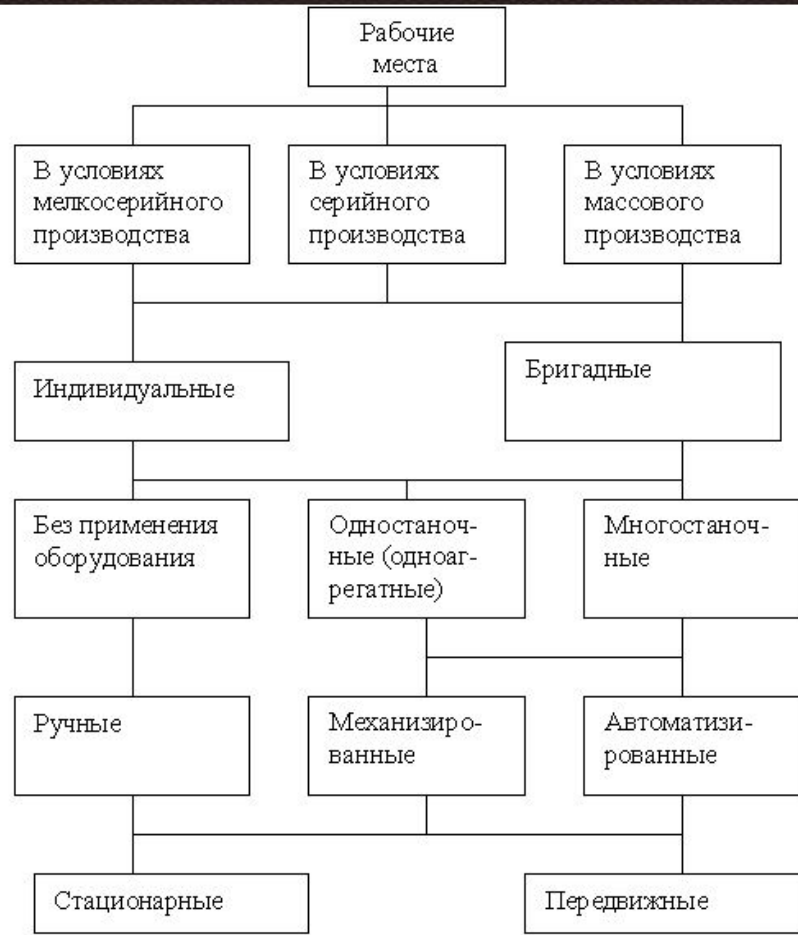 Рабочие
места
В условиях
мелкосерийного
производства
В условиях
серийного
производства
В условиях
массового
производства
Индивидуальные
Бригадные
Без применения
оборудования
Одностаноч-
ные (одноаг-
регатные)
Многостаноч-
ные
Ручные
Механизиро-
ванные
Автоматизи-
рованные
Стационарные
Передвижные